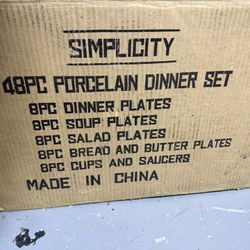 SIMPLICITY
48PC PORCELAIN DINNER SET
8PC DINNER PLATES
8PC SOUP PLATES
8PC SALAD PLATES
8PC BREAD AND BUTTER PLATES
8PC CUPS AND SAUCERS
MADE IN CHINA